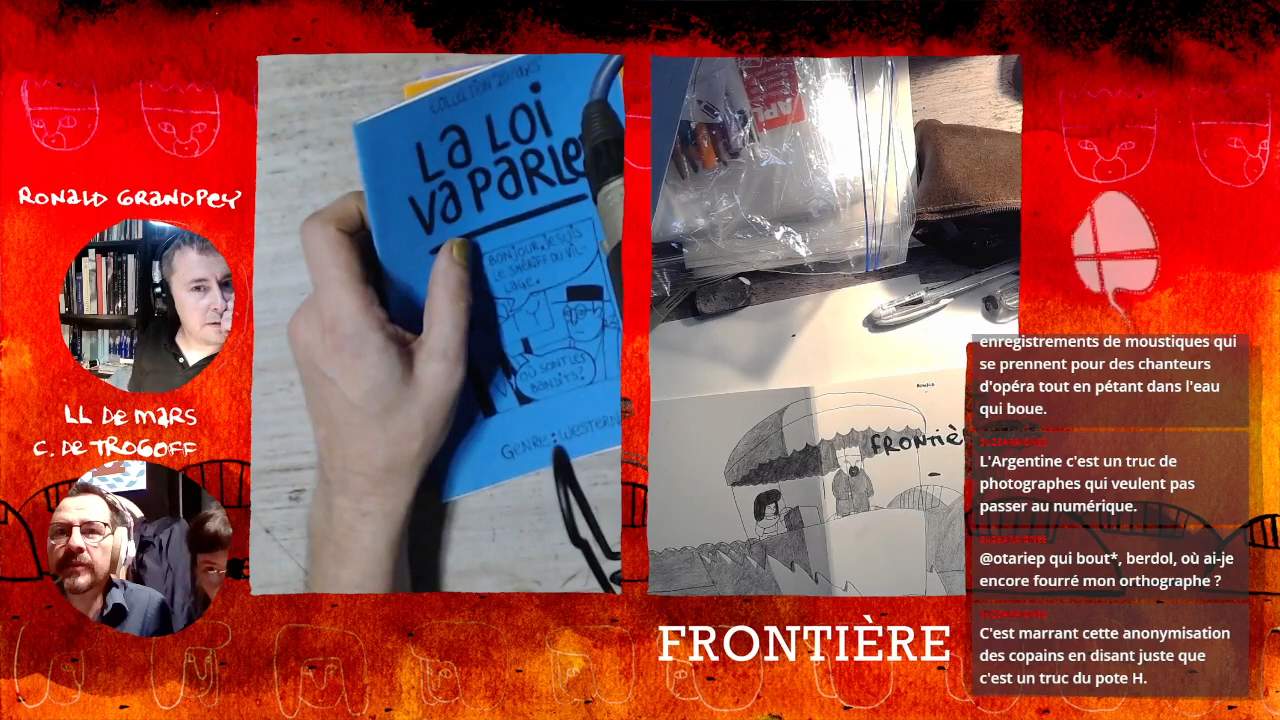 RONALD GRANDPEY
LL DE MARS
C. DE TROGOFF
LA LOI
VA PARLE
BONJOUR, JE SUIS
LE SHÉRIFF DU VIL-
LAGE.
OÙ SONT LES
BANDITS?
GENRE: WESTERN
RONALD
FRONTIÈ
FRONTIÈRE
enregistrements de moustiques qui
se prennent pour des chanteurs
d'opéra tout en pétant dans l'eau
qui boue.
L'Argentine c'est un truc de
photographes qui veulent pas
passer au numérique.
@otariep qui bout*, berdol, où ai-je
encore fourré mon orthographe ?
C'est marrant cette anonymisation
des copains en disant juste que
c'est un truc du pote H.